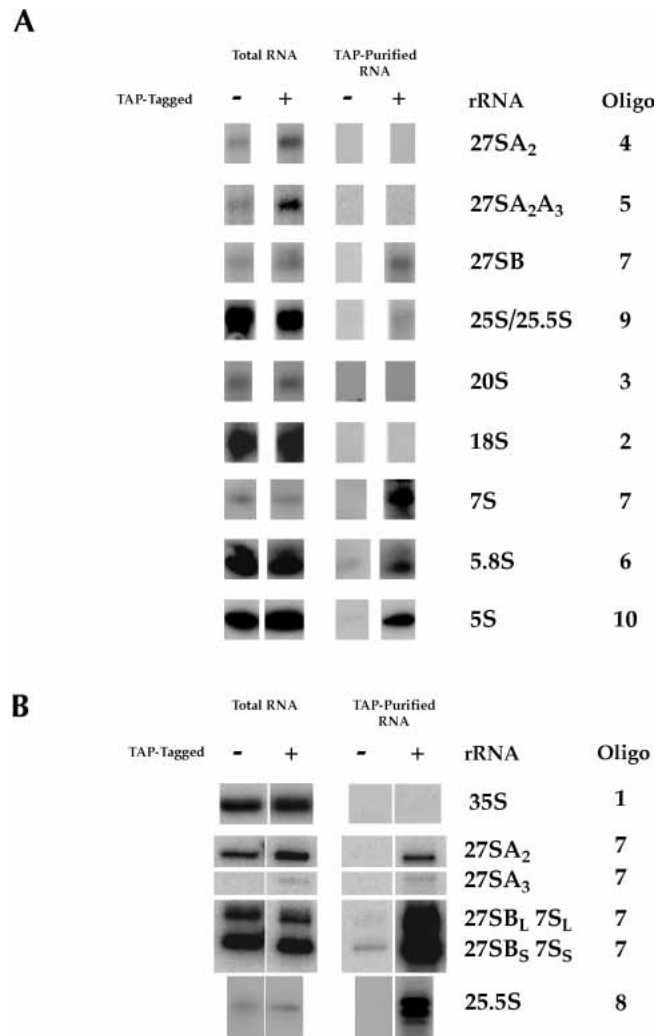 A
Total RNA TAP-Purified RNA
TAP-Tagged - + - + rRNA Oligo
27SA2 4
27SA2A3 5
27SB 7
25S/25.5S 9
20S 3
18S 2
7S 7
5.8S 6
5S 10
B
Total RNA TAP-Purified RNA
TAP-Tagged - + - + rRNA Oligo
35S 1
27SA2 7
27SA3 7
27SBL 7SL 7
27SBS 7SS 7
25.5S 8